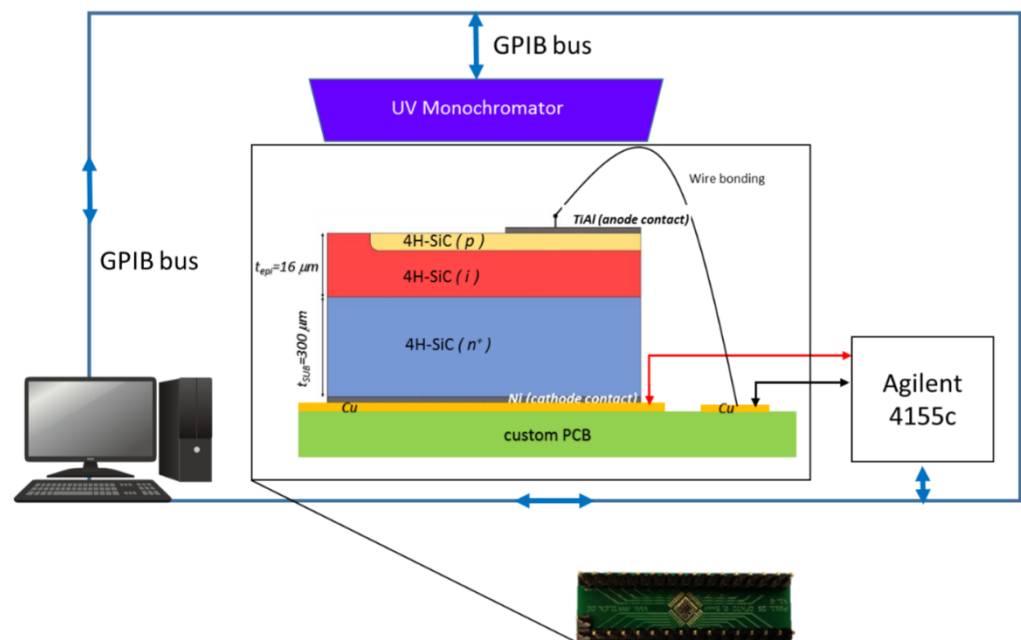 GPIB bus
UV Monochromator
Wire bonding
TiAl (anode contact)
4H-SiC ( p )
GPIB bus
t_epi=16 μm
4H-SiC ( i )
4H-SiC ( n⁺ )
t_SUB=300 μm
Agilent
4155c
Ni (cathode contact)
Cu
Cu
custom PCB